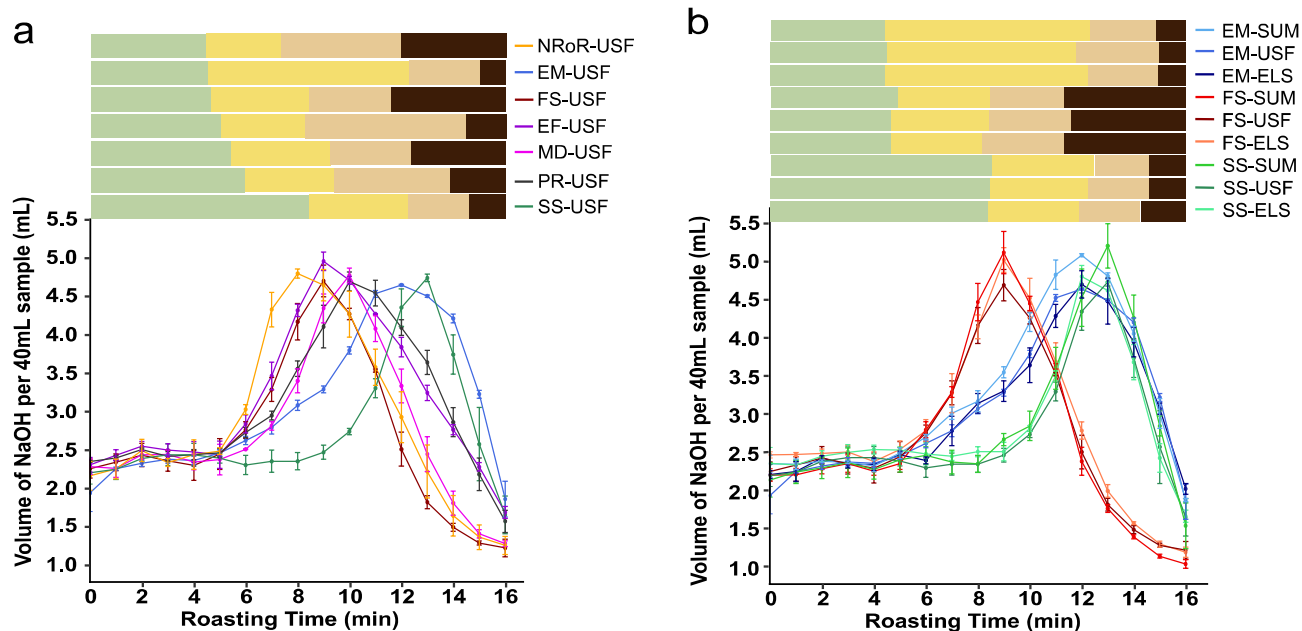 a
NRoR-USF
EM-USF
FS-USF
EF-USF
MD-USF
PR-USF
SS-USF
5.5
5.0
4.5
4.0
3.5
3.0
2.5
2.0
1.5
1.0
Volume of NaOH per 40mL sample (mL)
0 2 4 6 8 10 12 14 16
Roasting Time (min)
b
EM-SUM
EM-USF
EM-ELS
FS-SUM
FS-USF
FS-ELS
SS-SUM
SS-USF
SS-ELS
5.5
5.0
4.5
4.0
3.5
3.0
2.5
2.0
1.5
1.0
Volume of NaOH per 40mL sample (mL)
0 2 4 6 8 10 12 14 16
Roasting Time (min)